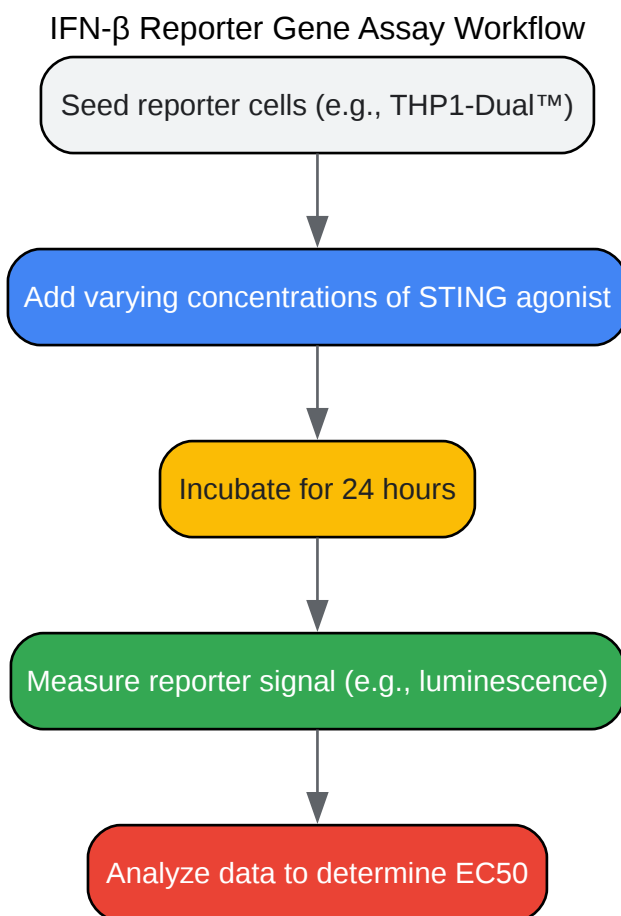 IFN-β Reporter Gene Assay Workflow
Seed reporter cells (e.g., THP1-Dual™)
Add varying concentrations of STING agonist
Incubate for 24 hours
Measure reporter signal (e.g., luminescence)
Analyze data to determine EC50